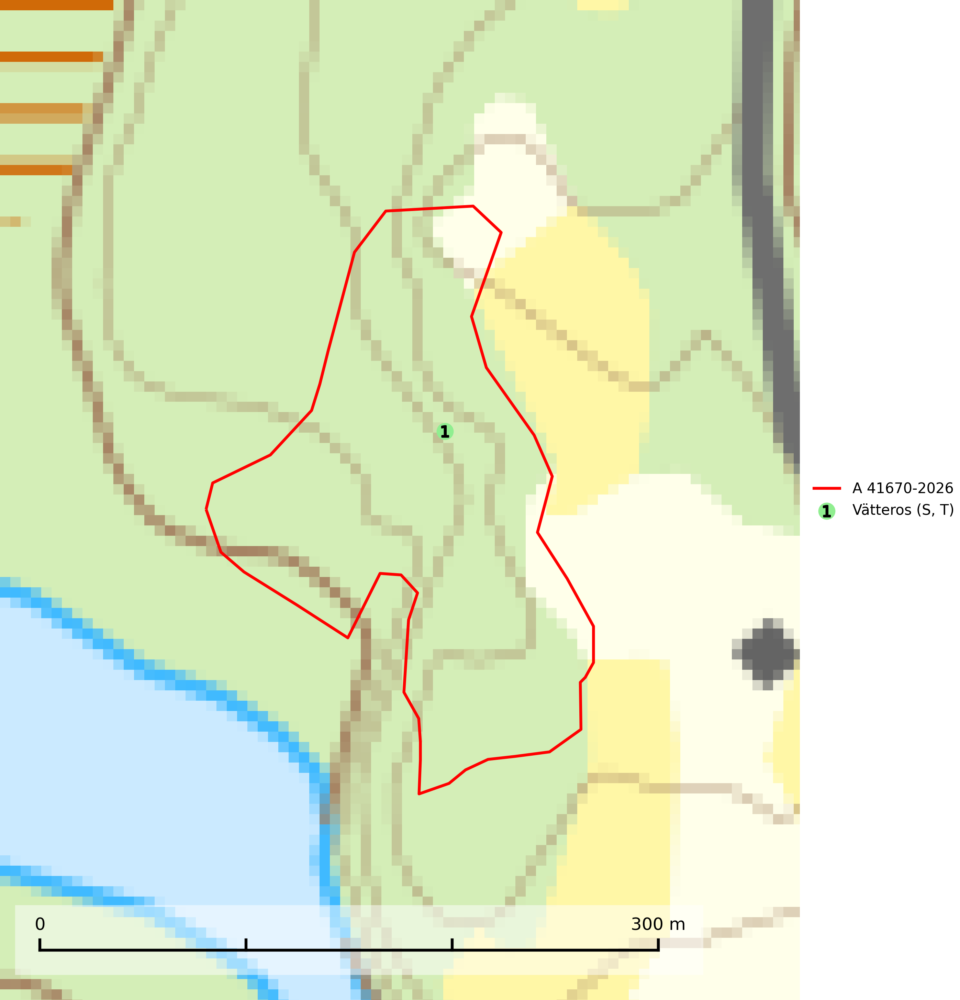 1
A 41670-2026
1 Vätteros (S, T)
0 300 m